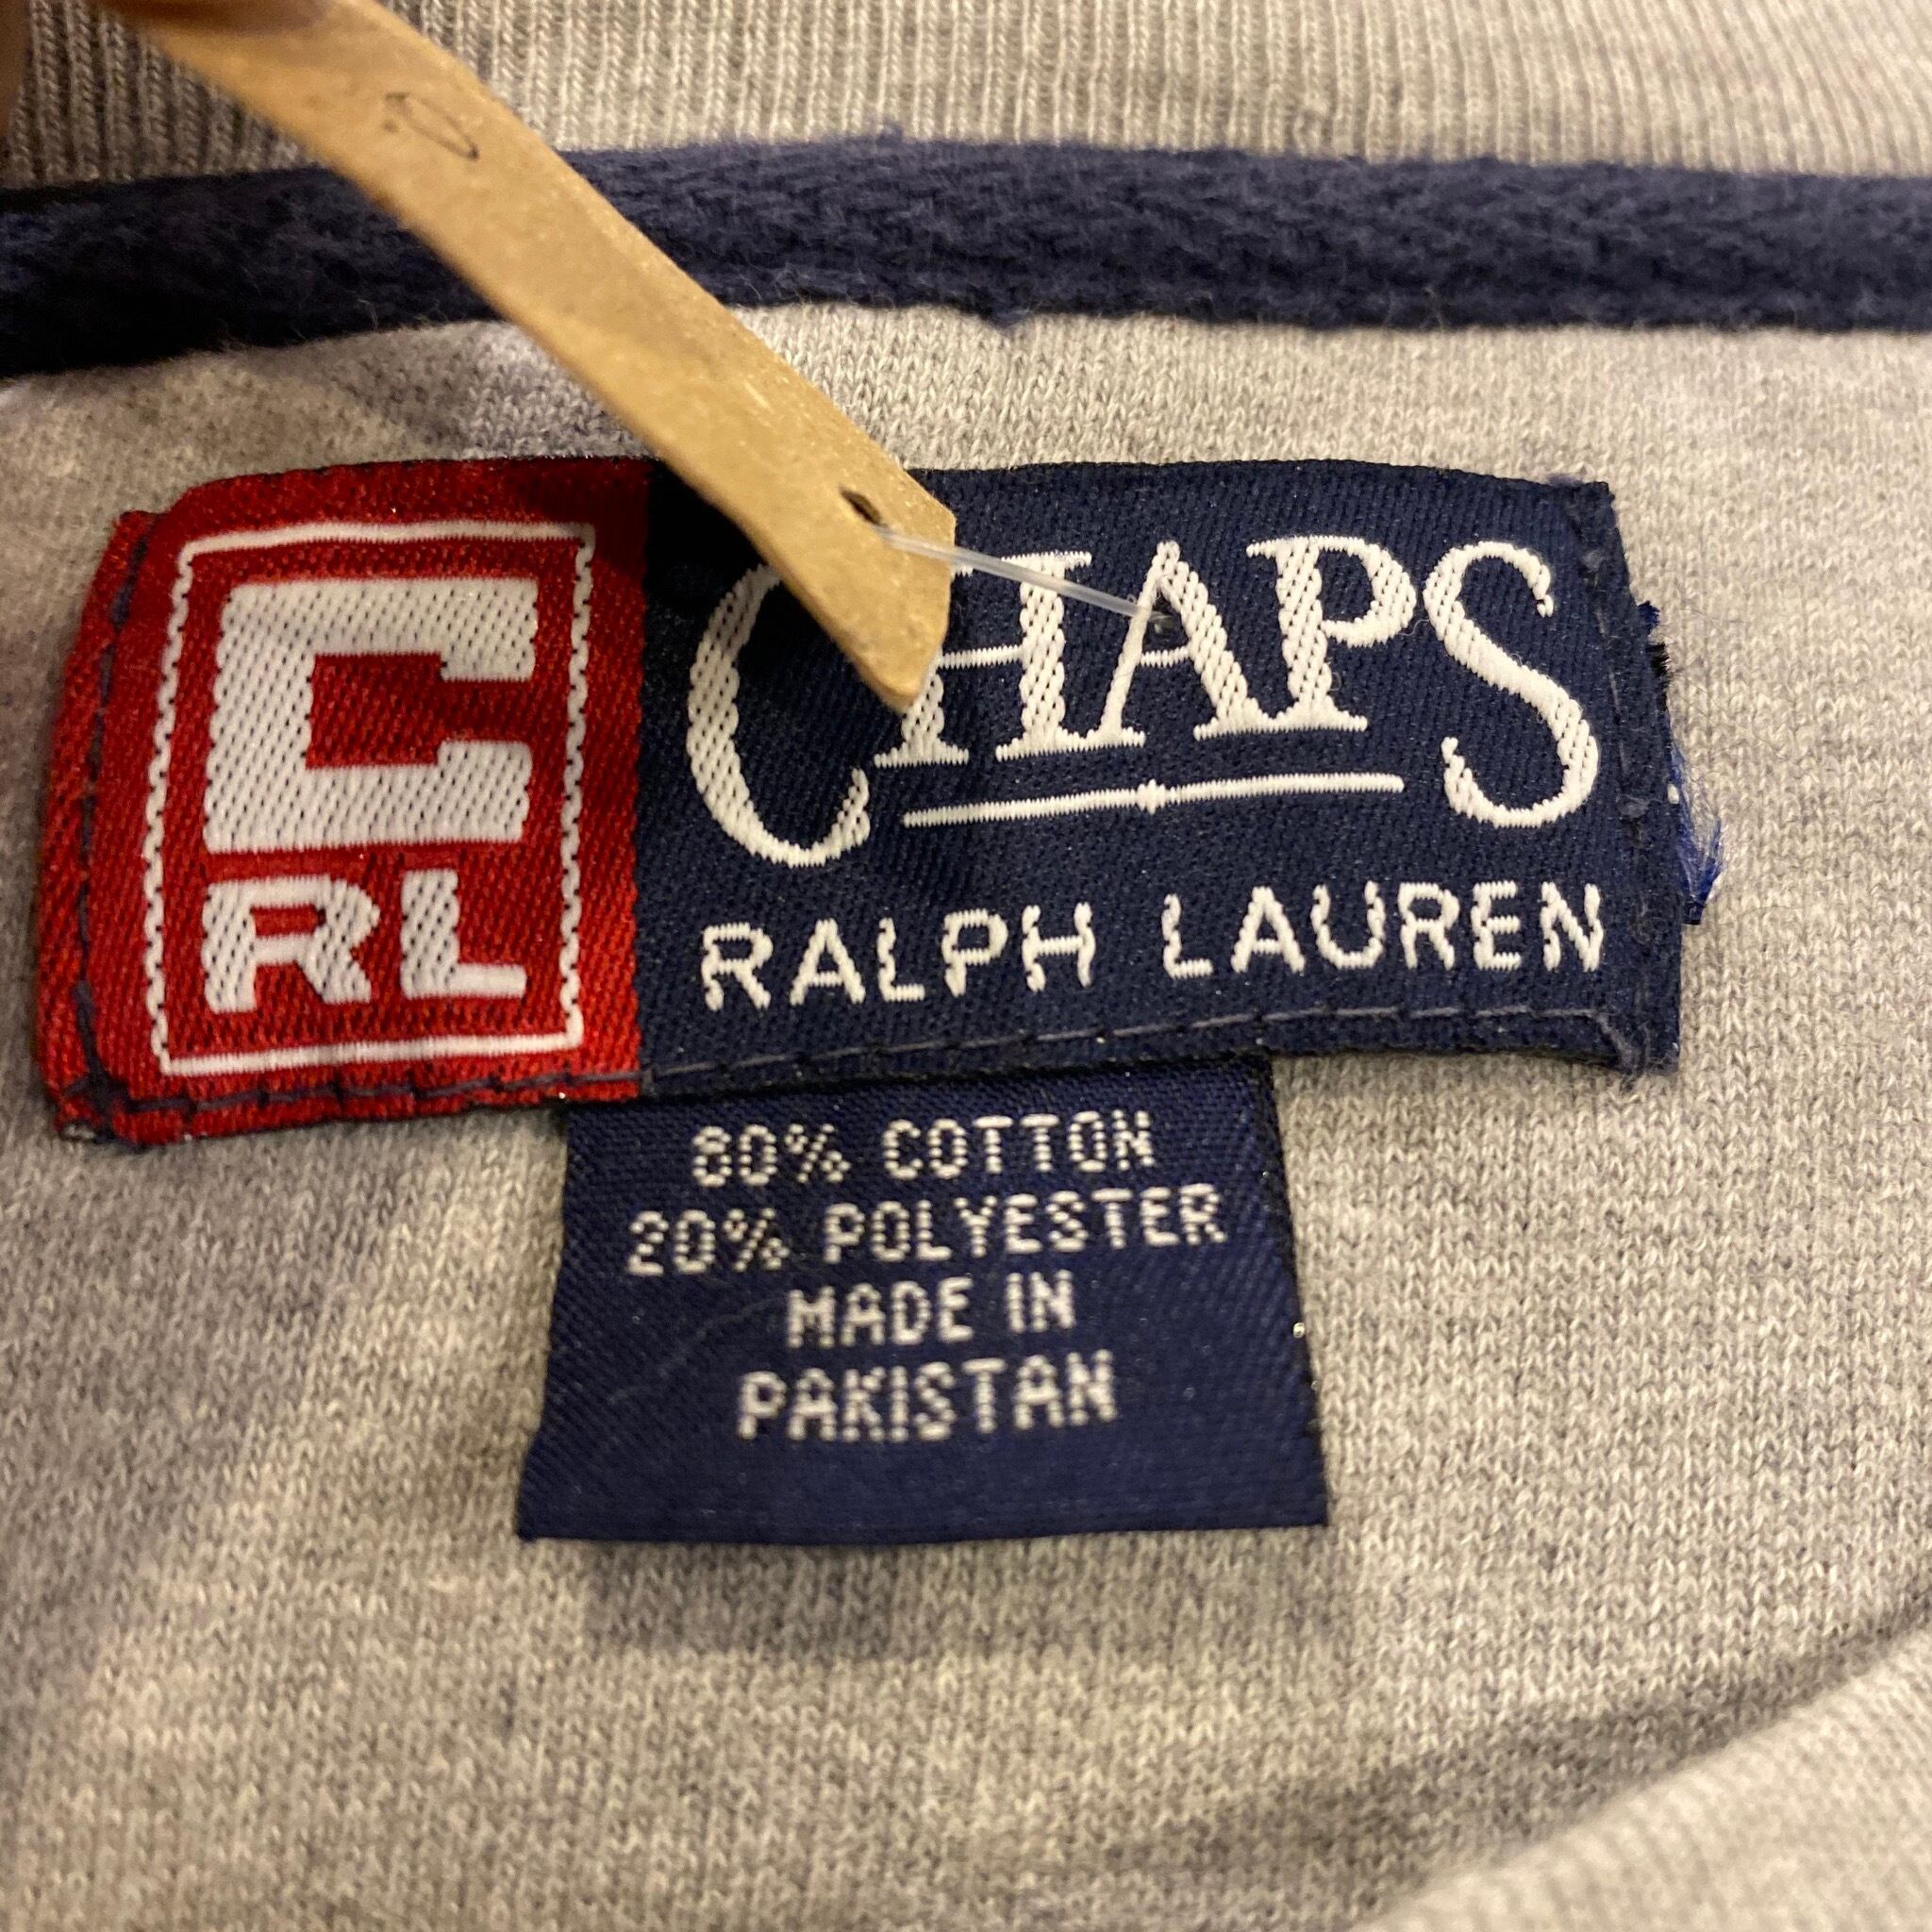 C
RL
CHAPS
RALPH LAUREN
80% COTTON
20% POLYESTER
MADE IN
PAKISTAN